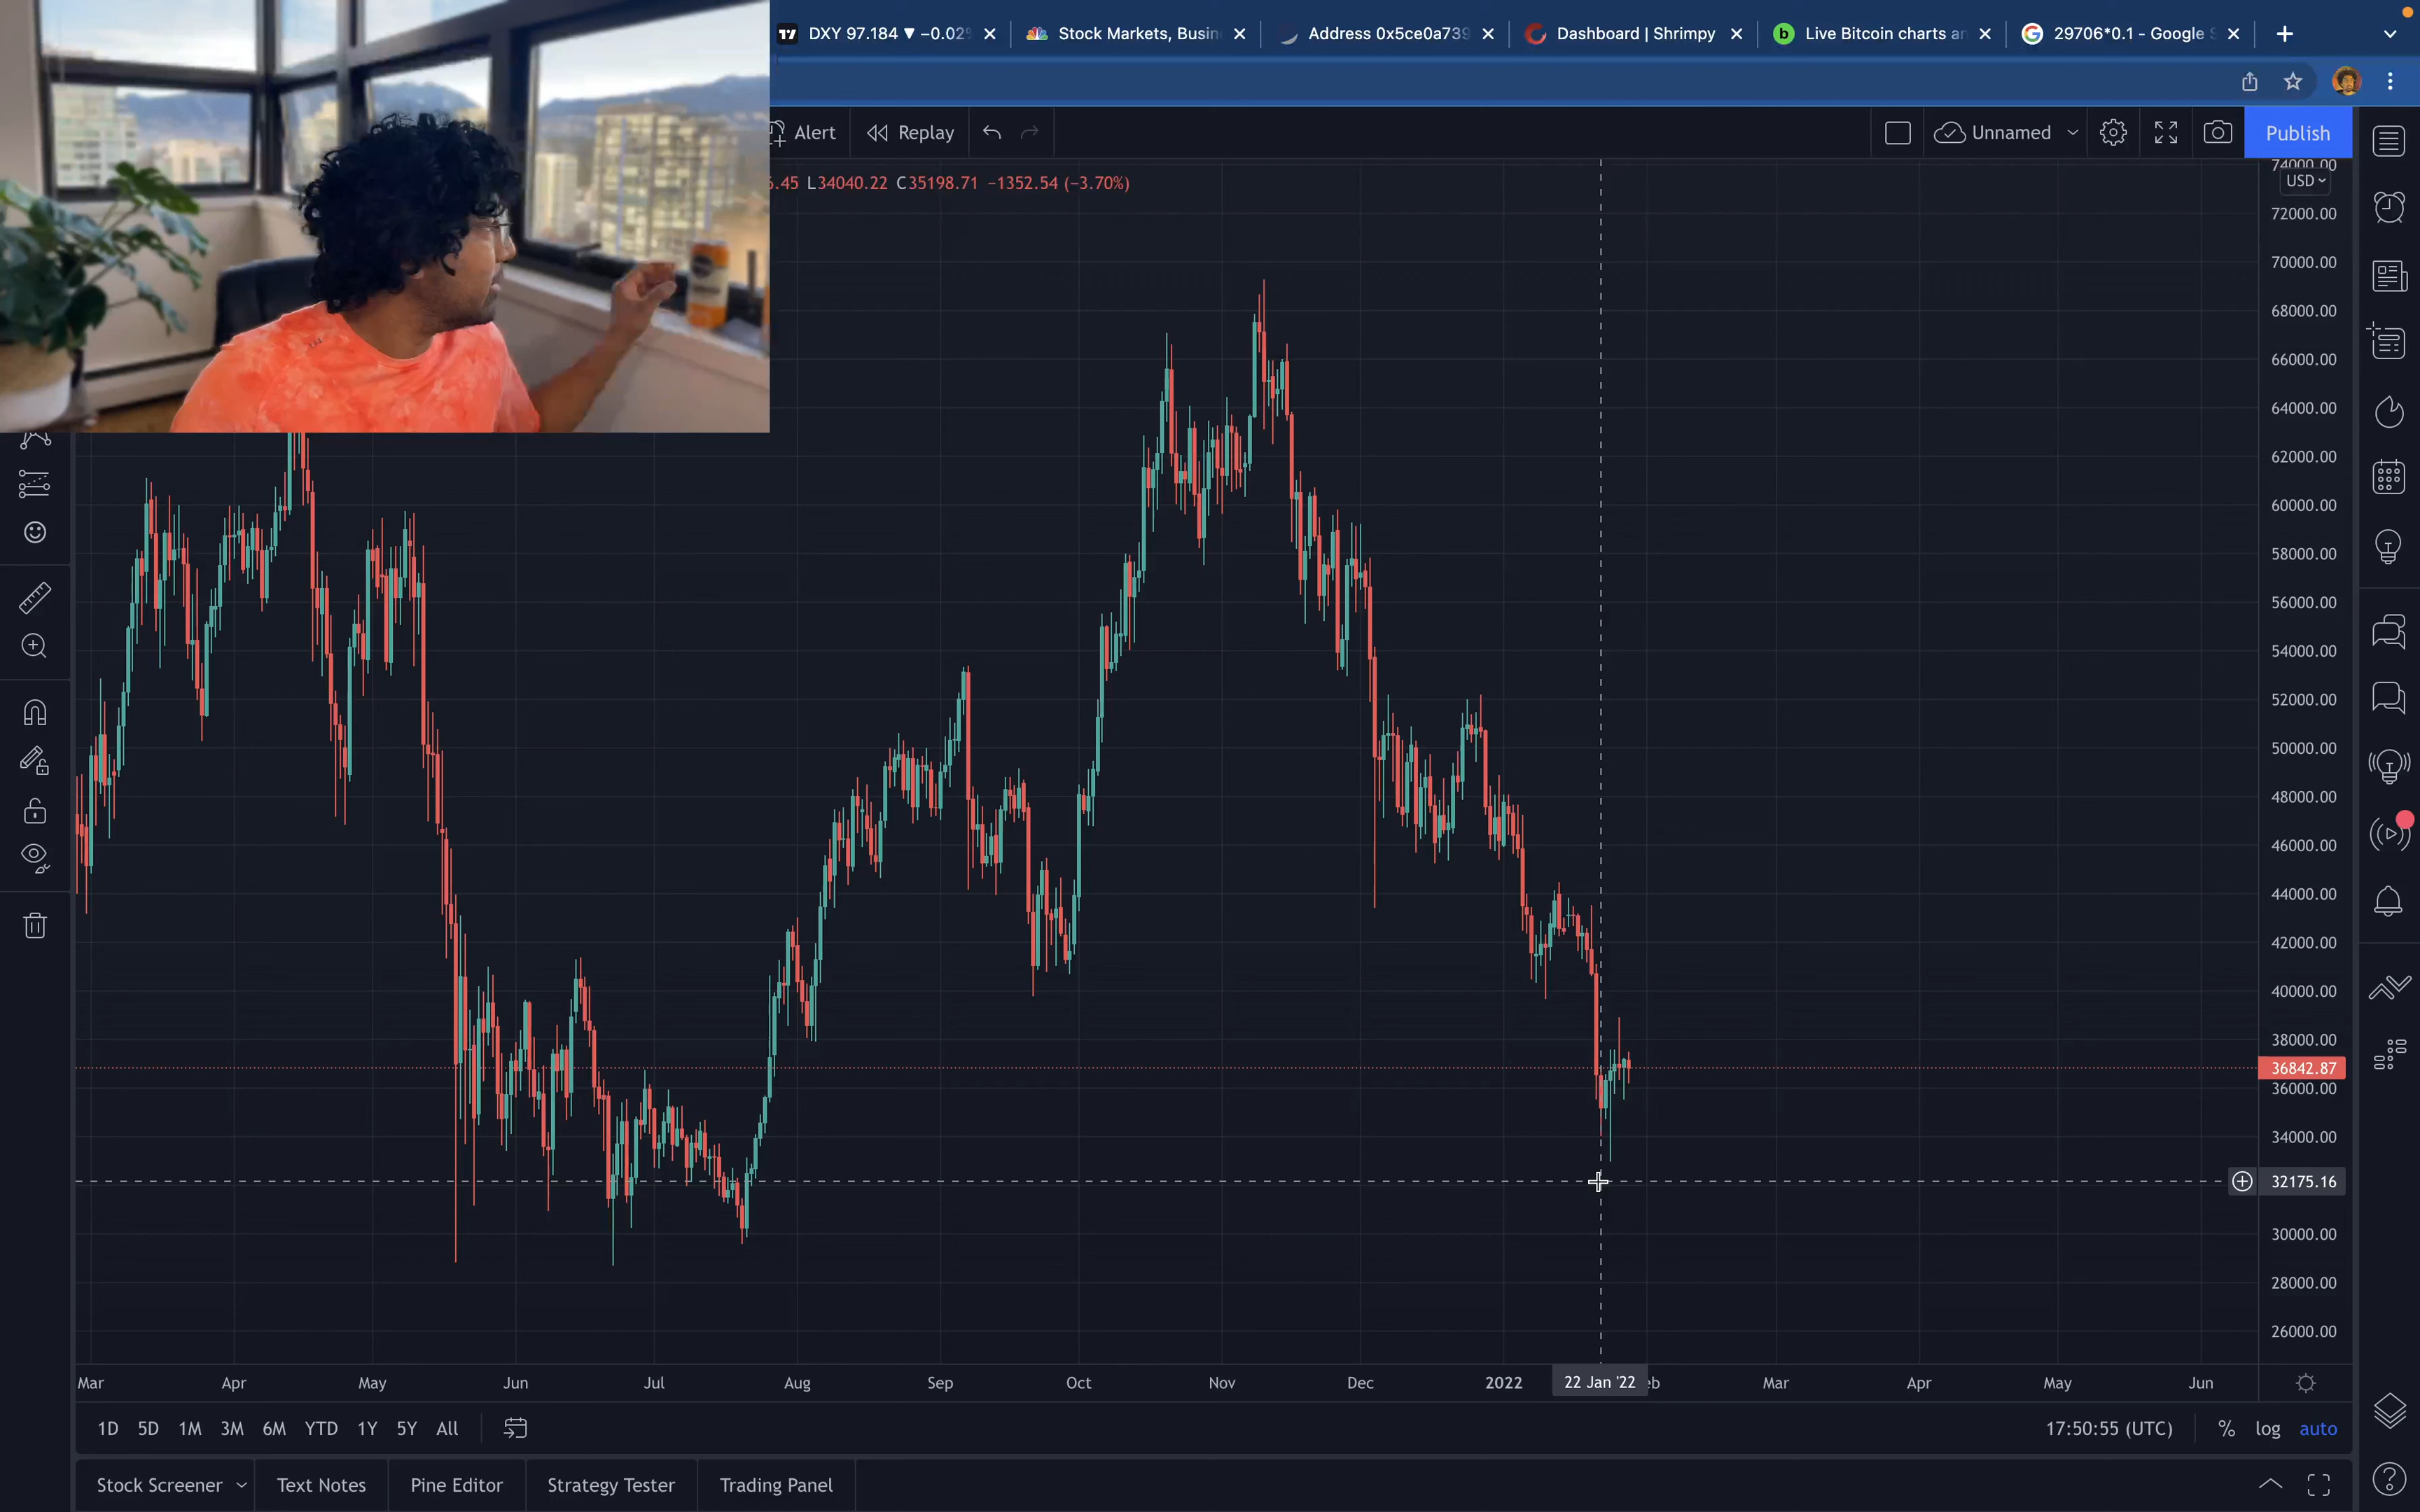 DXY 97.184 ▼ −0.02%
Stock Markets, Busin
Address 0x5ce0a739
Dashboard | Shrimpy
Live Bitcoin charts an
29706*0.1 - Google S
Alert
Replay
Unnamed
Publish
6.45 L34040.22 C35198.71 −1352.54 (−3.70%)
74000.00
USD
72000.00
70000.00
68000.00
66000.00
64000.00
62000.00
60000.00
58000.00
56000.00
54000.00
52000.00
50000.00
48000.00
46000.00
44000.00
42000.00
40000.00
38000.00
36842.87
36000.00
34000.00
32175.16
30000.00
28000.00
26000.00
Mar Apr May Jun Jul Aug Sep Oct Nov Dec 2022 22 Jan '22 eb Mar Apr May Jun
1D 5D 1M 3M 6M YTD 1Y 5Y All
17:50:55 (UTC) % log auto
Stock Screener Text Notes Pine Editor Strategy Tester Trading Panel